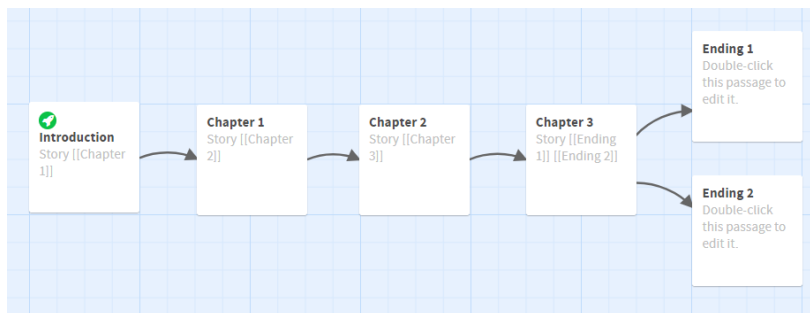 Introduction
Story [[Chapter
1]]
Chapter 1
Story [[Chapter
2]]
Chapter 2
Story [[Chapter
3]]
Chapter 3
Story [[Ending
1]] [[Ending 2]]
Ending 1
Double-click
this passage to
edit it.
Ending 2
Double-click
this passage to
edit it.